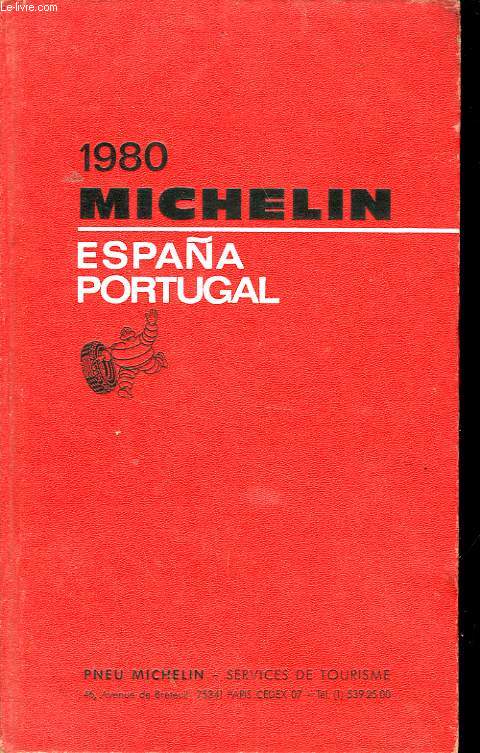 Le-livre.com
1980
MICHELIN
ESPAÑA
PORTUGAL
PNEU MICHELIN – SERVICES DE TOURISME
46, Avenue de Breteuil, 75341 PARIS CEDEX 07 – Tél. (1) 539-25-00